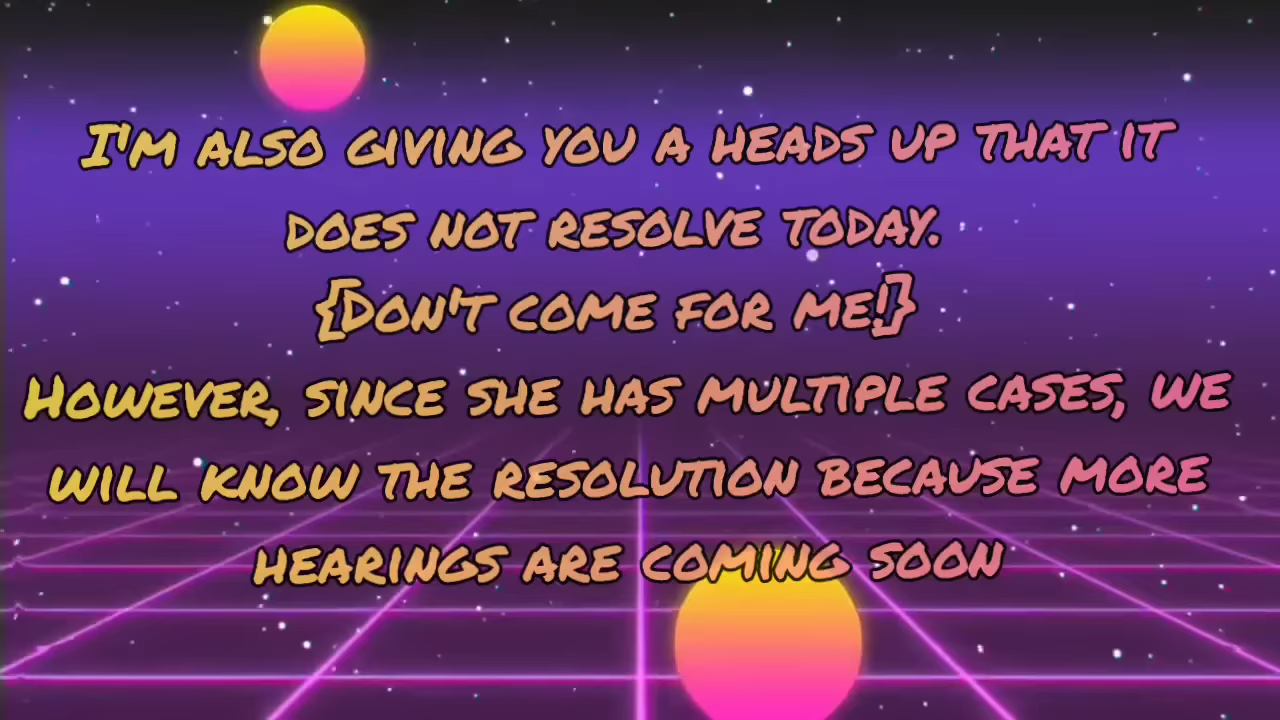 I'm also giving you a heads up that it
does not resolve today.
{Don't come for me!}
However, since she has multiple cases, we
will know the resolution because more
hearings are coming soon